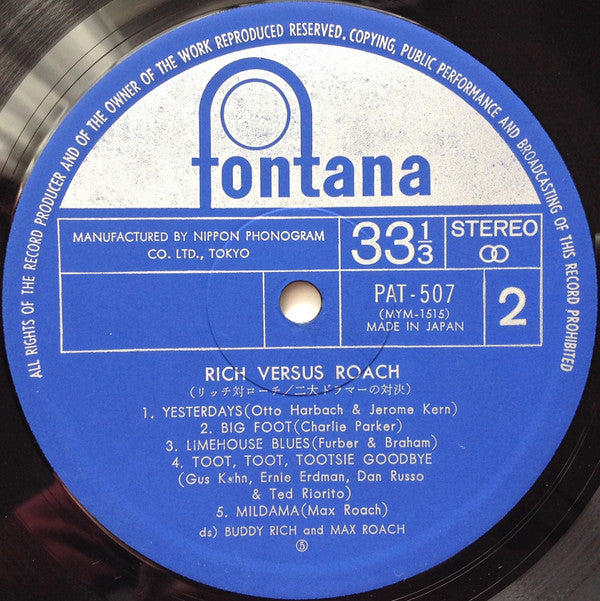 ALL RIGHTS OF THE RECORD PRODUCER AND OF THE OWNER OF THE WORK REPRODUCED RESERVED. COPYING, PUBLIC PERFORMANCE AND BROADCASTING OF THIS RECORD PROHIBITED
fontana
MANUFACTURED BY NIPPON PHONOGRAM
CO. LTD., TOKYO
33 1/3
STEREO
PAT-507
(MYM-1515)
MADE IN JAPAN
2
RICH VERSUS ROACH
(リッチ対ローチ/二大ドラマーの対決)
1. YESTERDAYS(Otto Harbach & Jerome Kern)
2. BIG FOOT(Charlie Parker)
3. LIMEHOUSE BLUES(Furber & Braham)
4. TOOT, TOOT, TOOTSIE GOODBYE
(Gus Kahn, Ernie Erdman, Dan Russo
& Ted Riorito)
5. MILDAMA(Max Roach)
ds) BUDDY RICH and MAX ROACH
⑤